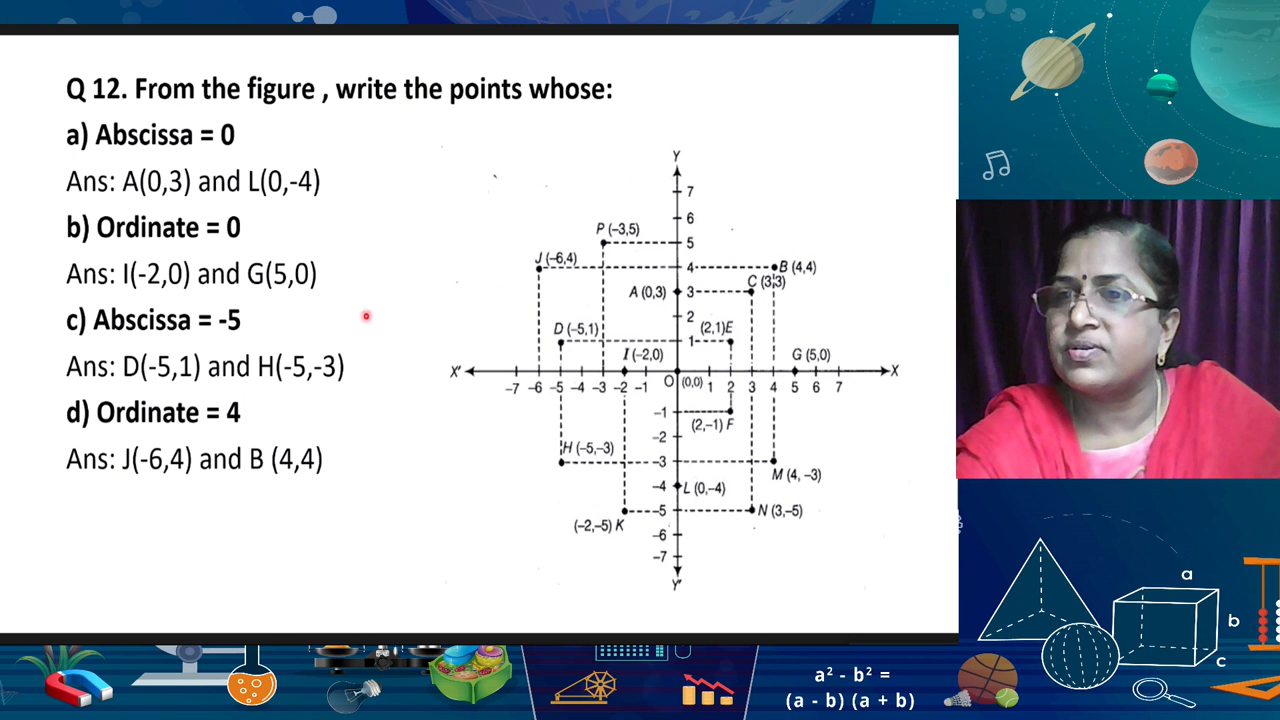 Q 12. From the figure , write the points whose:
a) Abscissa = 0
Ans: A(0,3) and L(0,-4)
b) Ordinate = 0
Ans: I(-2,0) and G(5,0)
c) Abscissa = -5
Ans: D(-5,1) and H(-5,-3)
d) Ordinate = 4
Ans: J(-6,4) and B (4,4)
Y
7
6
P (–3,5)
5
J (–6,4)
4
B (4,4)
C (3,3)
A (0,3)
3
2
D (–5,1)
(2,1)E
1
I (–2,0)
G (5,0)
X'
X
–7 –6 –5 –4 –3 –2 –1
O (0,0) 1 2 3 4 5 6 7
–1
(2,–1) F
–2
H (–5,–3)
–3
M (4, –3)
–4
L (0,–4)
–5
N (3,–5)
(–2,–5) K
–6
–7
Y'
a
b
c
a² - b² =
(a - b) (a + b)